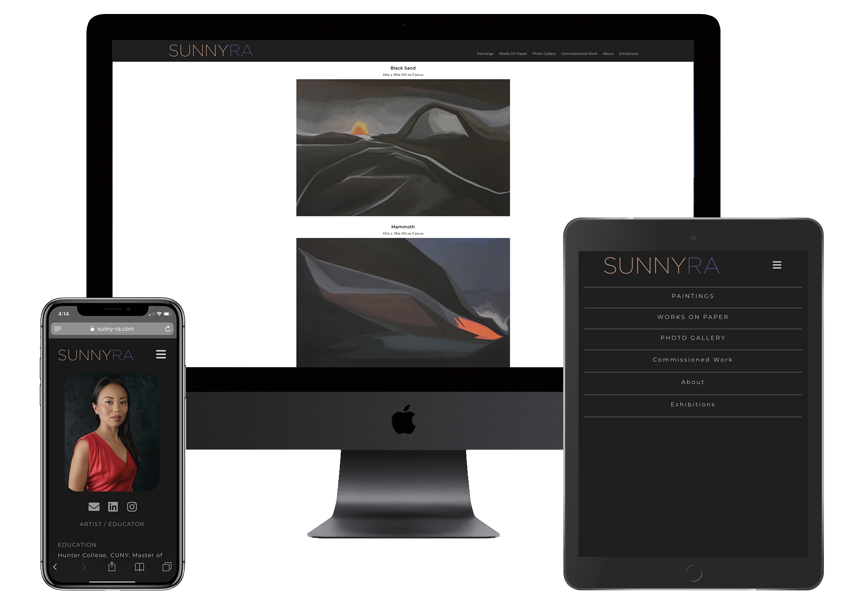 SUNNYRA
Paintings Works On Paper Photo Gallery Commissioned Work About Exhibitions
Black Sand
Mammoth
4:14
sunny-ra.com
SUNNYRA
ARTIST / EDUCATOR
EDUCATION:
Hunter College, CUNY; Master of
SUNNYRA
PAINTINGS
WORKS ON PAPER
PHOTO GALLERY
Commissioned Work
About
Exhibitions